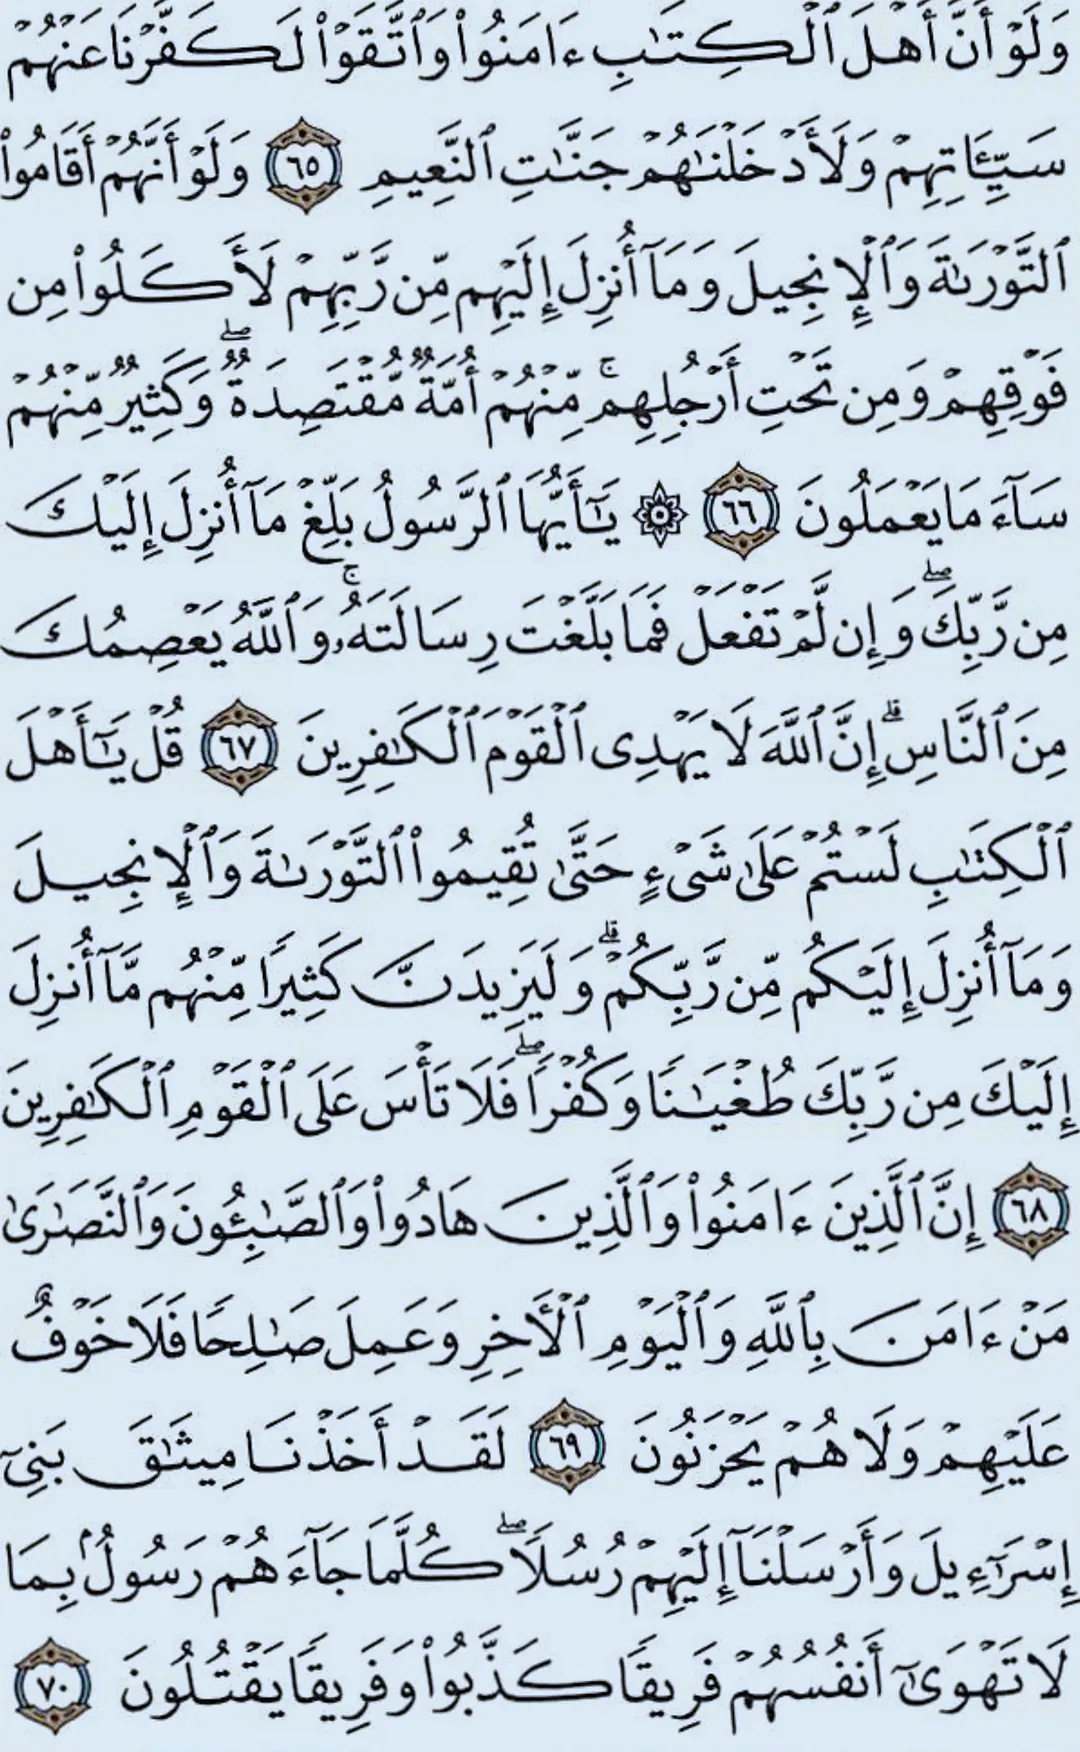 وَلَوۡ أَنَّ أَهۡلَ ٱلۡكِتَٰبِ ءَامَنُواْ وَٱتَّقَوۡاْ لَكَفَّرۡنَا عَنۡهُمۡ
سَيِّـَٔاتِهِمۡ وَلَأَدۡخَلۡنَٰهُمۡ جَنَّٰتِ ٱلنَّعِيمِ ٦٥ وَلَوۡ أَنَّهُمۡ أَقَامُواْ
ٱلتَّوۡرَىٰةَ وَٱلۡإِنجِيلَ وَمَآ أُنزِلَ إِلَيۡهِم مِّن رَّبِّهِمۡ لَأَكَلُواْ مِن
فَوۡقِهِمۡ وَمِن تَحۡتِ أَرۡجُلِهِمۚ مِّنۡهُمۡ أُمَّةٞ مُّقۡتَصِدَةٞۖ وَكَثِيرٞ مِّنۡهُمۡ
سَآءَ مَا يَعۡمَلُونَ ٦٦ ۞ يَٰٓأَيُّهَا ٱلرَّسُولُ بَلِّغۡ مَآ أُنزِلَ إِلَيۡكَ
مِن رَّبِّكَۖ وَإِن لَّمۡ تَفۡعَلۡ فَمَا بَلَّغۡتَ رِسَالَتَهُۥۚ وَٱللَّهُ يَعۡصِمُكَ
مِنَ ٱلنَّاسِۗ إِنَّ ٱللَّهَ لَا يَهۡدِي ٱلۡقَوۡمَ ٱلۡكَٰفِرِينَ ٦٧ قُلۡ يَٰٓأَهۡلَ
ٱلۡكِتَٰبِ لَسۡتُمۡ عَلَىٰ شَيۡءٍ حَتَّىٰ تُقِيمُواْ ٱلتَّوۡرَىٰةَ وَٱلۡإِنجِيلَ
وَمَآ أُنزِلَ إِلَيۡكُم مِّن رَّبِّكُمۡۗ وَلَيَزِيدَنَّ كَثِيرٗا مِّنۡهُم مَّآ أُنزِلَ
إِلَيۡكَ مِن رَّبِّكَ طُغۡيَٰنٗا وَكُفۡرٗاۖ فَلَا تَأۡسَ عَلَى ٱلۡقَوۡمِ ٱلۡكَٰفِرِينَ
٦٨ إِنَّ ٱلَّذِينَ ءَامَنُواْ وَٱلَّذِينَ هَادُواْ وَٱلصَّٰبِـُٔونَ وَٱلنَّصَٰرَىٰ
مَنۡ ءَامَنَ بِٱللَّهِ وَٱلۡيَوۡمِ ٱلۡأٓخِرِ وَعَمِلَ صَٰلِحٗا فَلَا خَوۡفٌ
عَلَيۡهِمۡ وَلَا هُمۡ يَحۡزَنُونَ ٦٩ لَقَدۡ أَخَذۡنَا مِيثَٰقَ بَنِيٓ
إِسۡرَٰٓءِيلَ وَأَرۡسَلۡنَآ إِلَيۡهِمۡ رُسُلٗاۖ كُلَّمَا جَآءَهُمۡ رَسُولُۢ بِمَا
لَا تَهۡوَىٰٓ أَنفُسُهُمۡ فَرِيقٗا كَذَّبُواْ وَفَرِيقٗا يَقۡتُلُونَ ٧٠